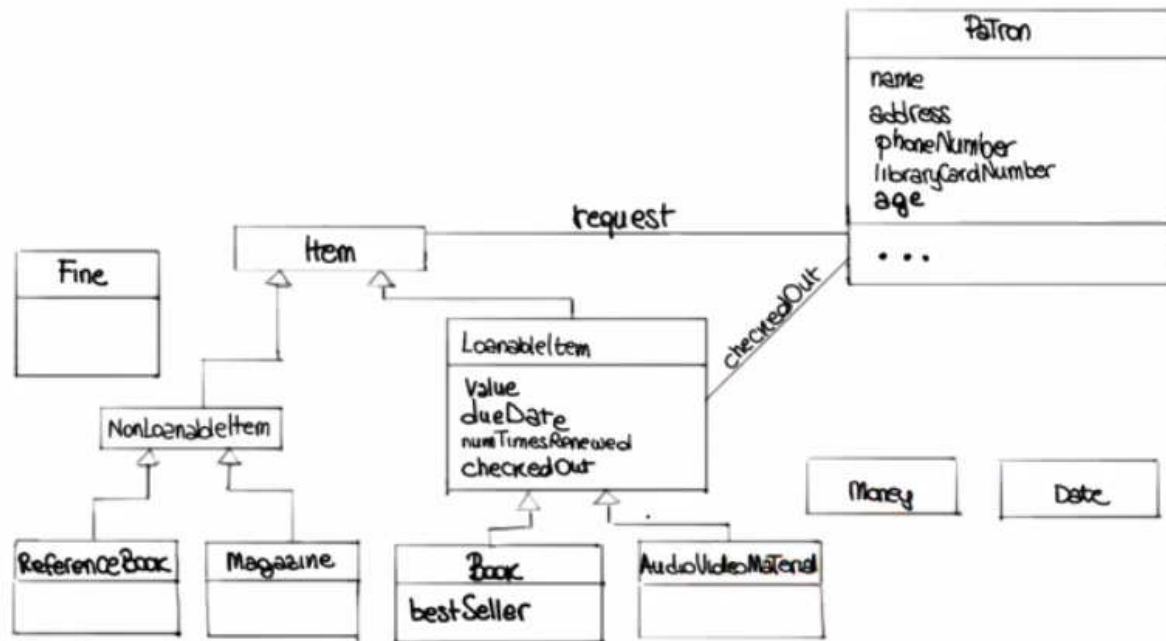 Patron
name
address
phoneNumber
libraryCardNumber
age
...
request
Item
Fine
checkedOut
LoanableItem
Value
dueDate
numTimesRenewed
checkedOut
NonLoanableItem
Money
Date
ReferenceBook
Magazine
Book
bestSeller
AudioVideoMaterial